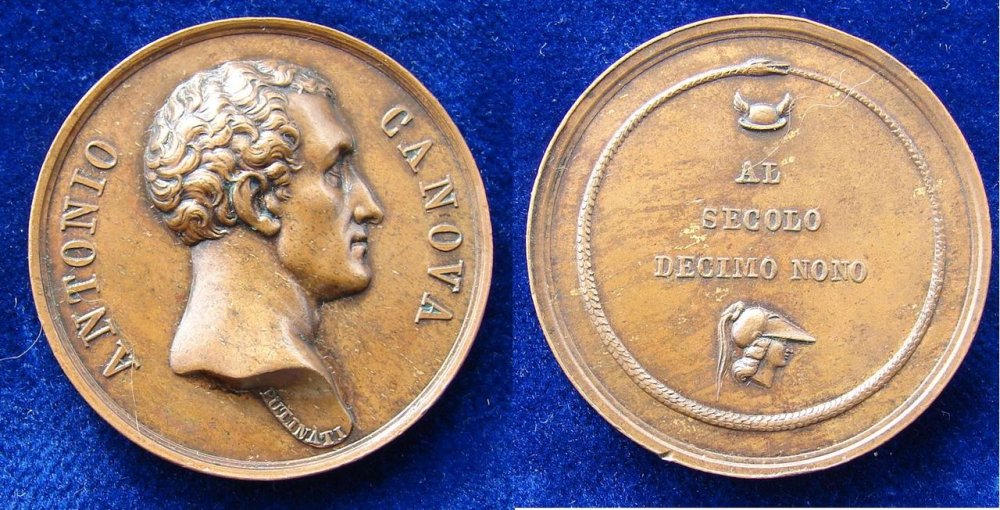 ANTONIO CANOVA
PUTINATI
AL
SECOLO
DECIMO NONO